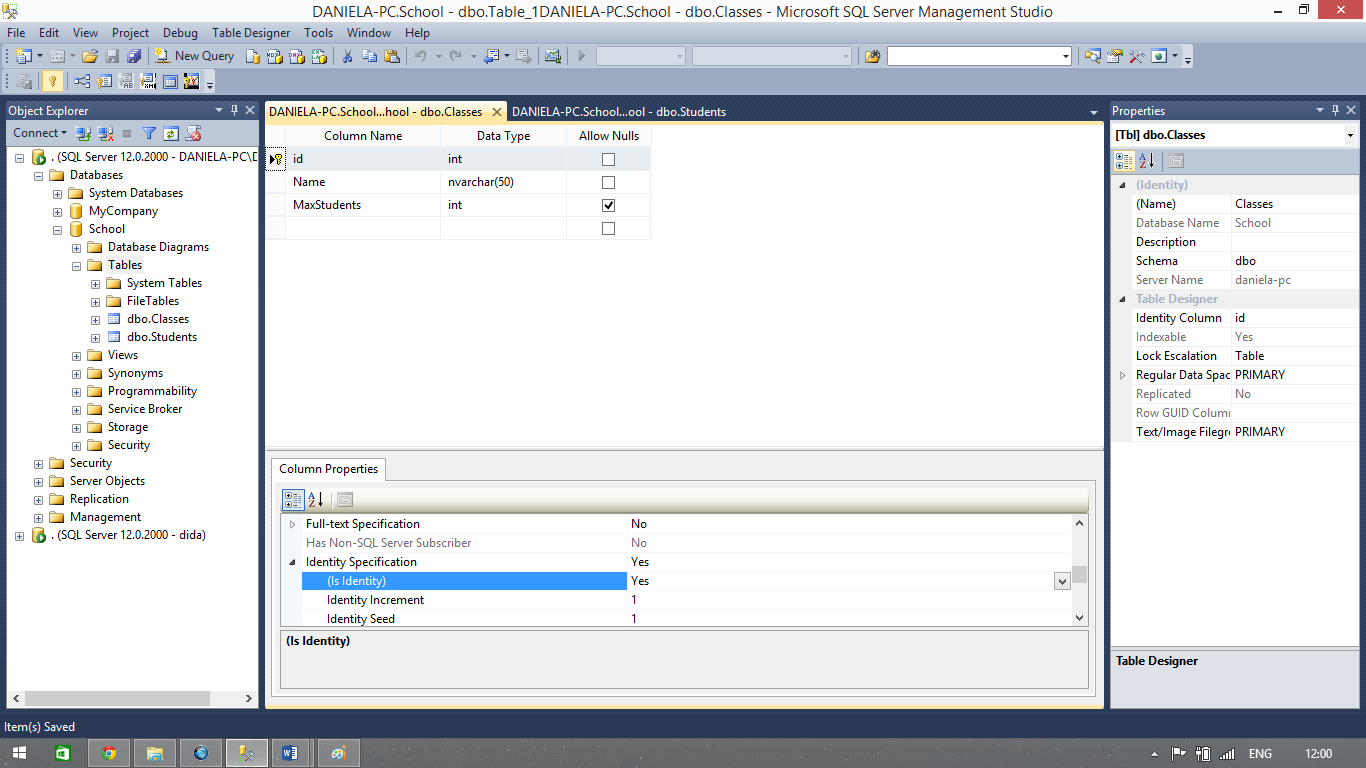 DANIELA-PC.School - dbo.Table_1DANIELA-PC.School - dbo.Classes - Microsoft SQL Server Management Studio
File Edit View Project Debug Table Designer Tools Window Help
New Query
Object Explorer
Connect
. (SQL Server 12.0.2000 - DANIELA-PC\D
Databases
System Databases
MyCompany
School
Database Diagrams
Tables
System Tables
FileTables
dbo.Classes
dbo.Students
Views
Synonyms
Programmability
Service Broker
Storage
Security
Security
Server Objects
Replication
Management
. (SQL Server 12.0.2000 - dida)
DANIELA-PC.School...hool - dbo.Classes DANIELA-PC.School...ool - dbo.Students
Column Name Data Type Allow Nulls
id int
Name nvarchar(50)
MaxStudents int
Column Properties
Full-text Specification No
Has Non-SQL Server Subscriber No
Identity Specification Yes
(Is Identity) Yes
Identity Increment 1
Identity Seed 1
(Is Identity)
Properties
[Tbl] dbo.Classes
(Identity)
(Name) Classes
Database Name School
Description
Schema dbo
Server Name daniela-pc
Table Designer
Identity Column id
Indexable Yes
Lock Escalation Table
Regular Data Spac PRIMARY
Replicated No
Row GUID Colum
Text/Image Filegro PRIMARY
Table Designer
Item(s) Saved
ENG 12:00